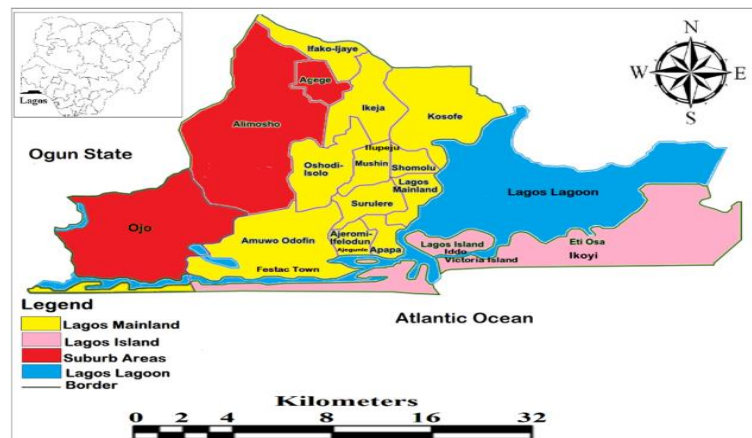 Lagos
N
W E
S
Ifako-Ijaye
Agege
Ikeja
Kosofe
Alimosho
Ogun State
Ilupeju
Oshodi-
Isolo
Mushin
Shomolu
Lagos
Mainland
Lagos Lagoon
Surulere
Ojo
Amuwo Odofin
Ajeromi-
Ifelodun
Ajegunle
Apapa
Lagos Island
Iddo
Victoria Island
Eti Osa
Ikoyi
Festac Town
Atlantic Ocean
Legend
Lagos Mainland
Lagos Island
Suburb Areas
Lagos Lagoon
Border
Kilometers
0 2 4 8 16 32